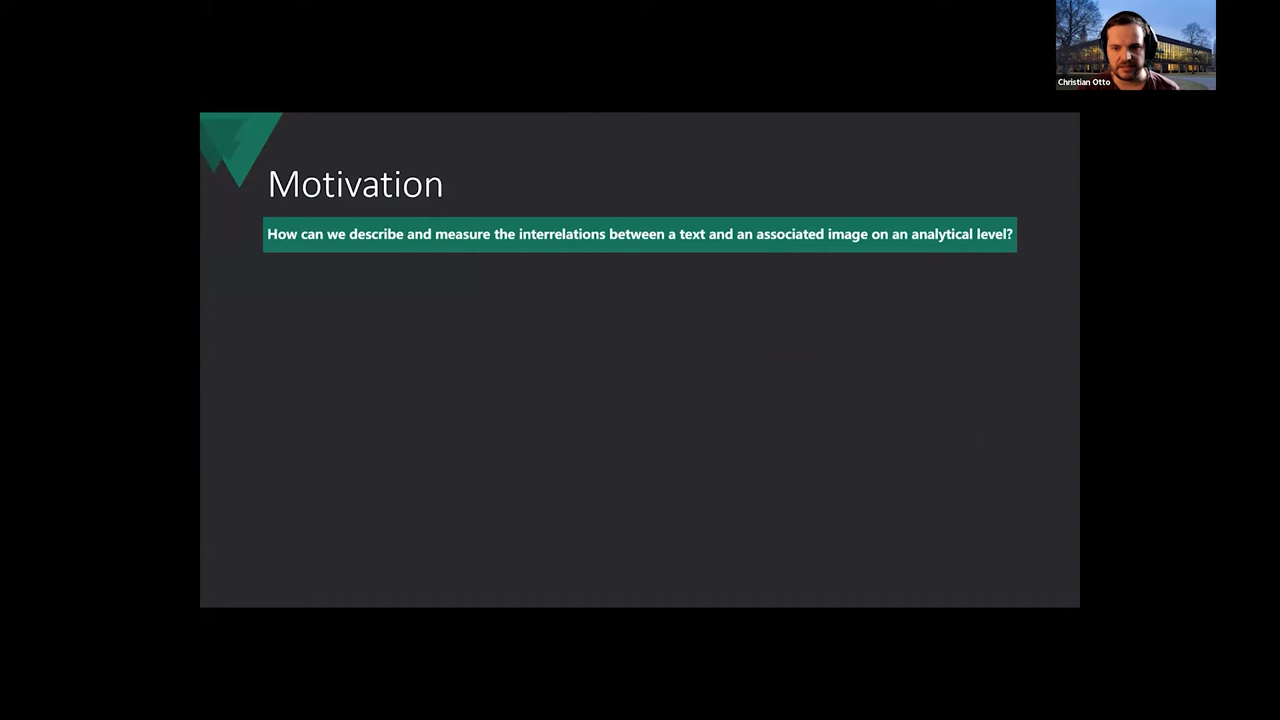 Christian Otto
Motivation
How can we describe and measure the interrelations between a text and an associated image on an analytical level?